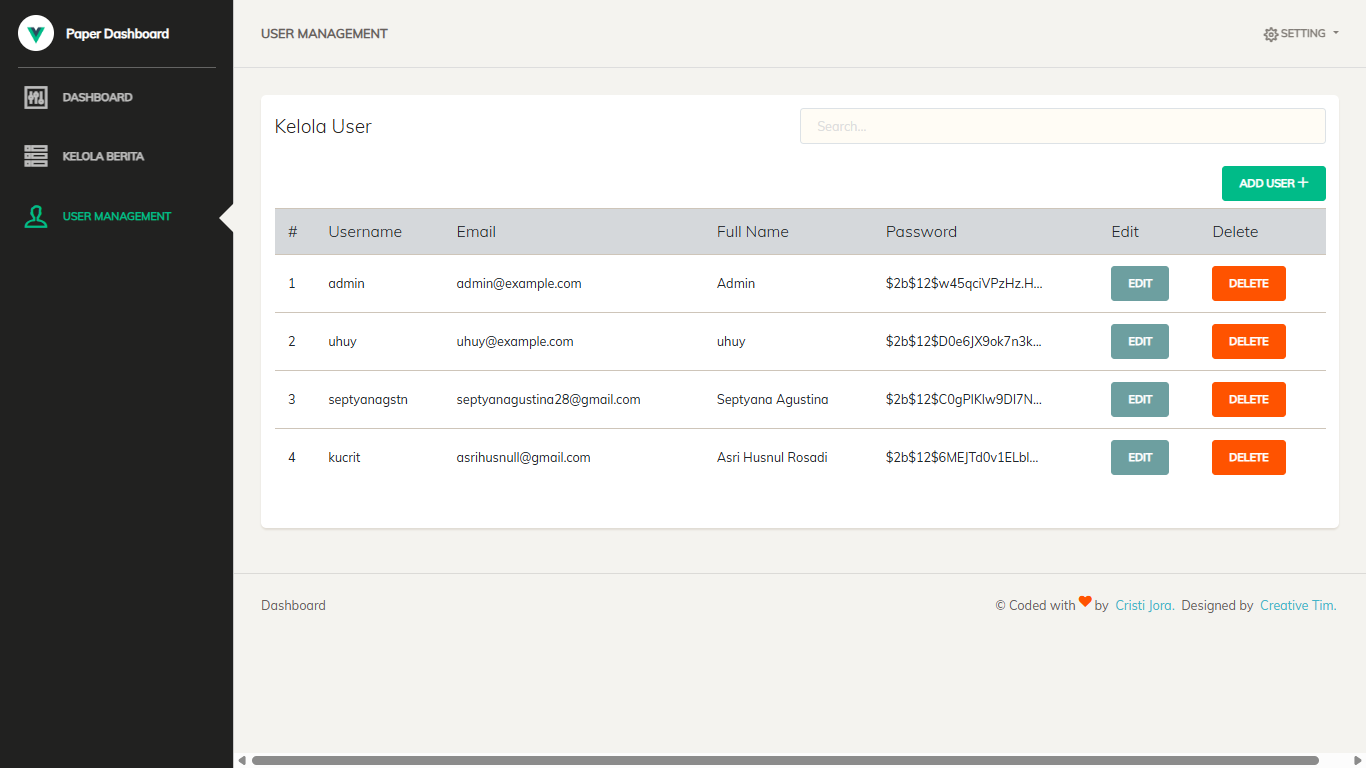 Paper Dashboard
USER MANAGEMENT
SETTING
DASHBOARD
KELOLA BERITA
USER MANAGEMENT
Kelola User
Search...
ADD USER +
# Username Email Full Name Password Edit Delete
1 admin admin@example.com Admin $2b$12$w45qciVPzHz.H... EDIT DELETE
2 uhuy uhuy@example.com uhuy $2b$12$D0e6JX9ok7n3k... EDIT DELETE
3 septyanagstn septyanagustina28@gmail.com Septyana Agustina $2b$12$C0gPlKlw9Dl7N... EDIT DELETE
4 kucrit asrihusnull@gmail.com Asri Husnul Rosadi $2b$12$6MEJTd0v1ELbl... EDIT DELETE
Dashboard
© Coded with ♥ by Cristi Jora. Designed by Creative Tim.